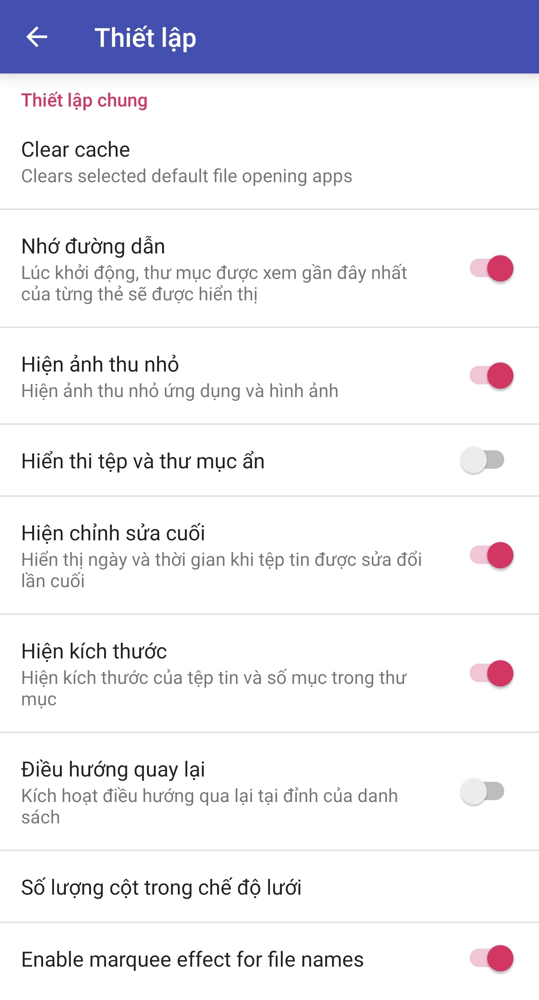 Thiết lập
Thiết lập chung
Clear cache
Clears selected default file opening apps
Nhớ đường dẫn
Lúc khởi động, thư mục được xem gần đây nhất
của từng thẻ sẽ được hiển thị
Hiện ảnh thu nhỏ
Hiện ảnh thu nhỏ ứng dụng và hình ảnh
Hiển thi tệp và thư mục ẩn
Hiện chỉnh sửa cuối
Hiển thị ngày và thời gian khi tệp tin được sửa đổi
lần cuối
Hiện kích thước
Hiện kích thước của tệp tin và số mục trong thư
mục
Điều hướng quay lại
Kích hoạt điều hướng qua lại tại đỉnh của danh
sách
Số lượng cột trong chế độ lưới
Enable marquee effect for file names